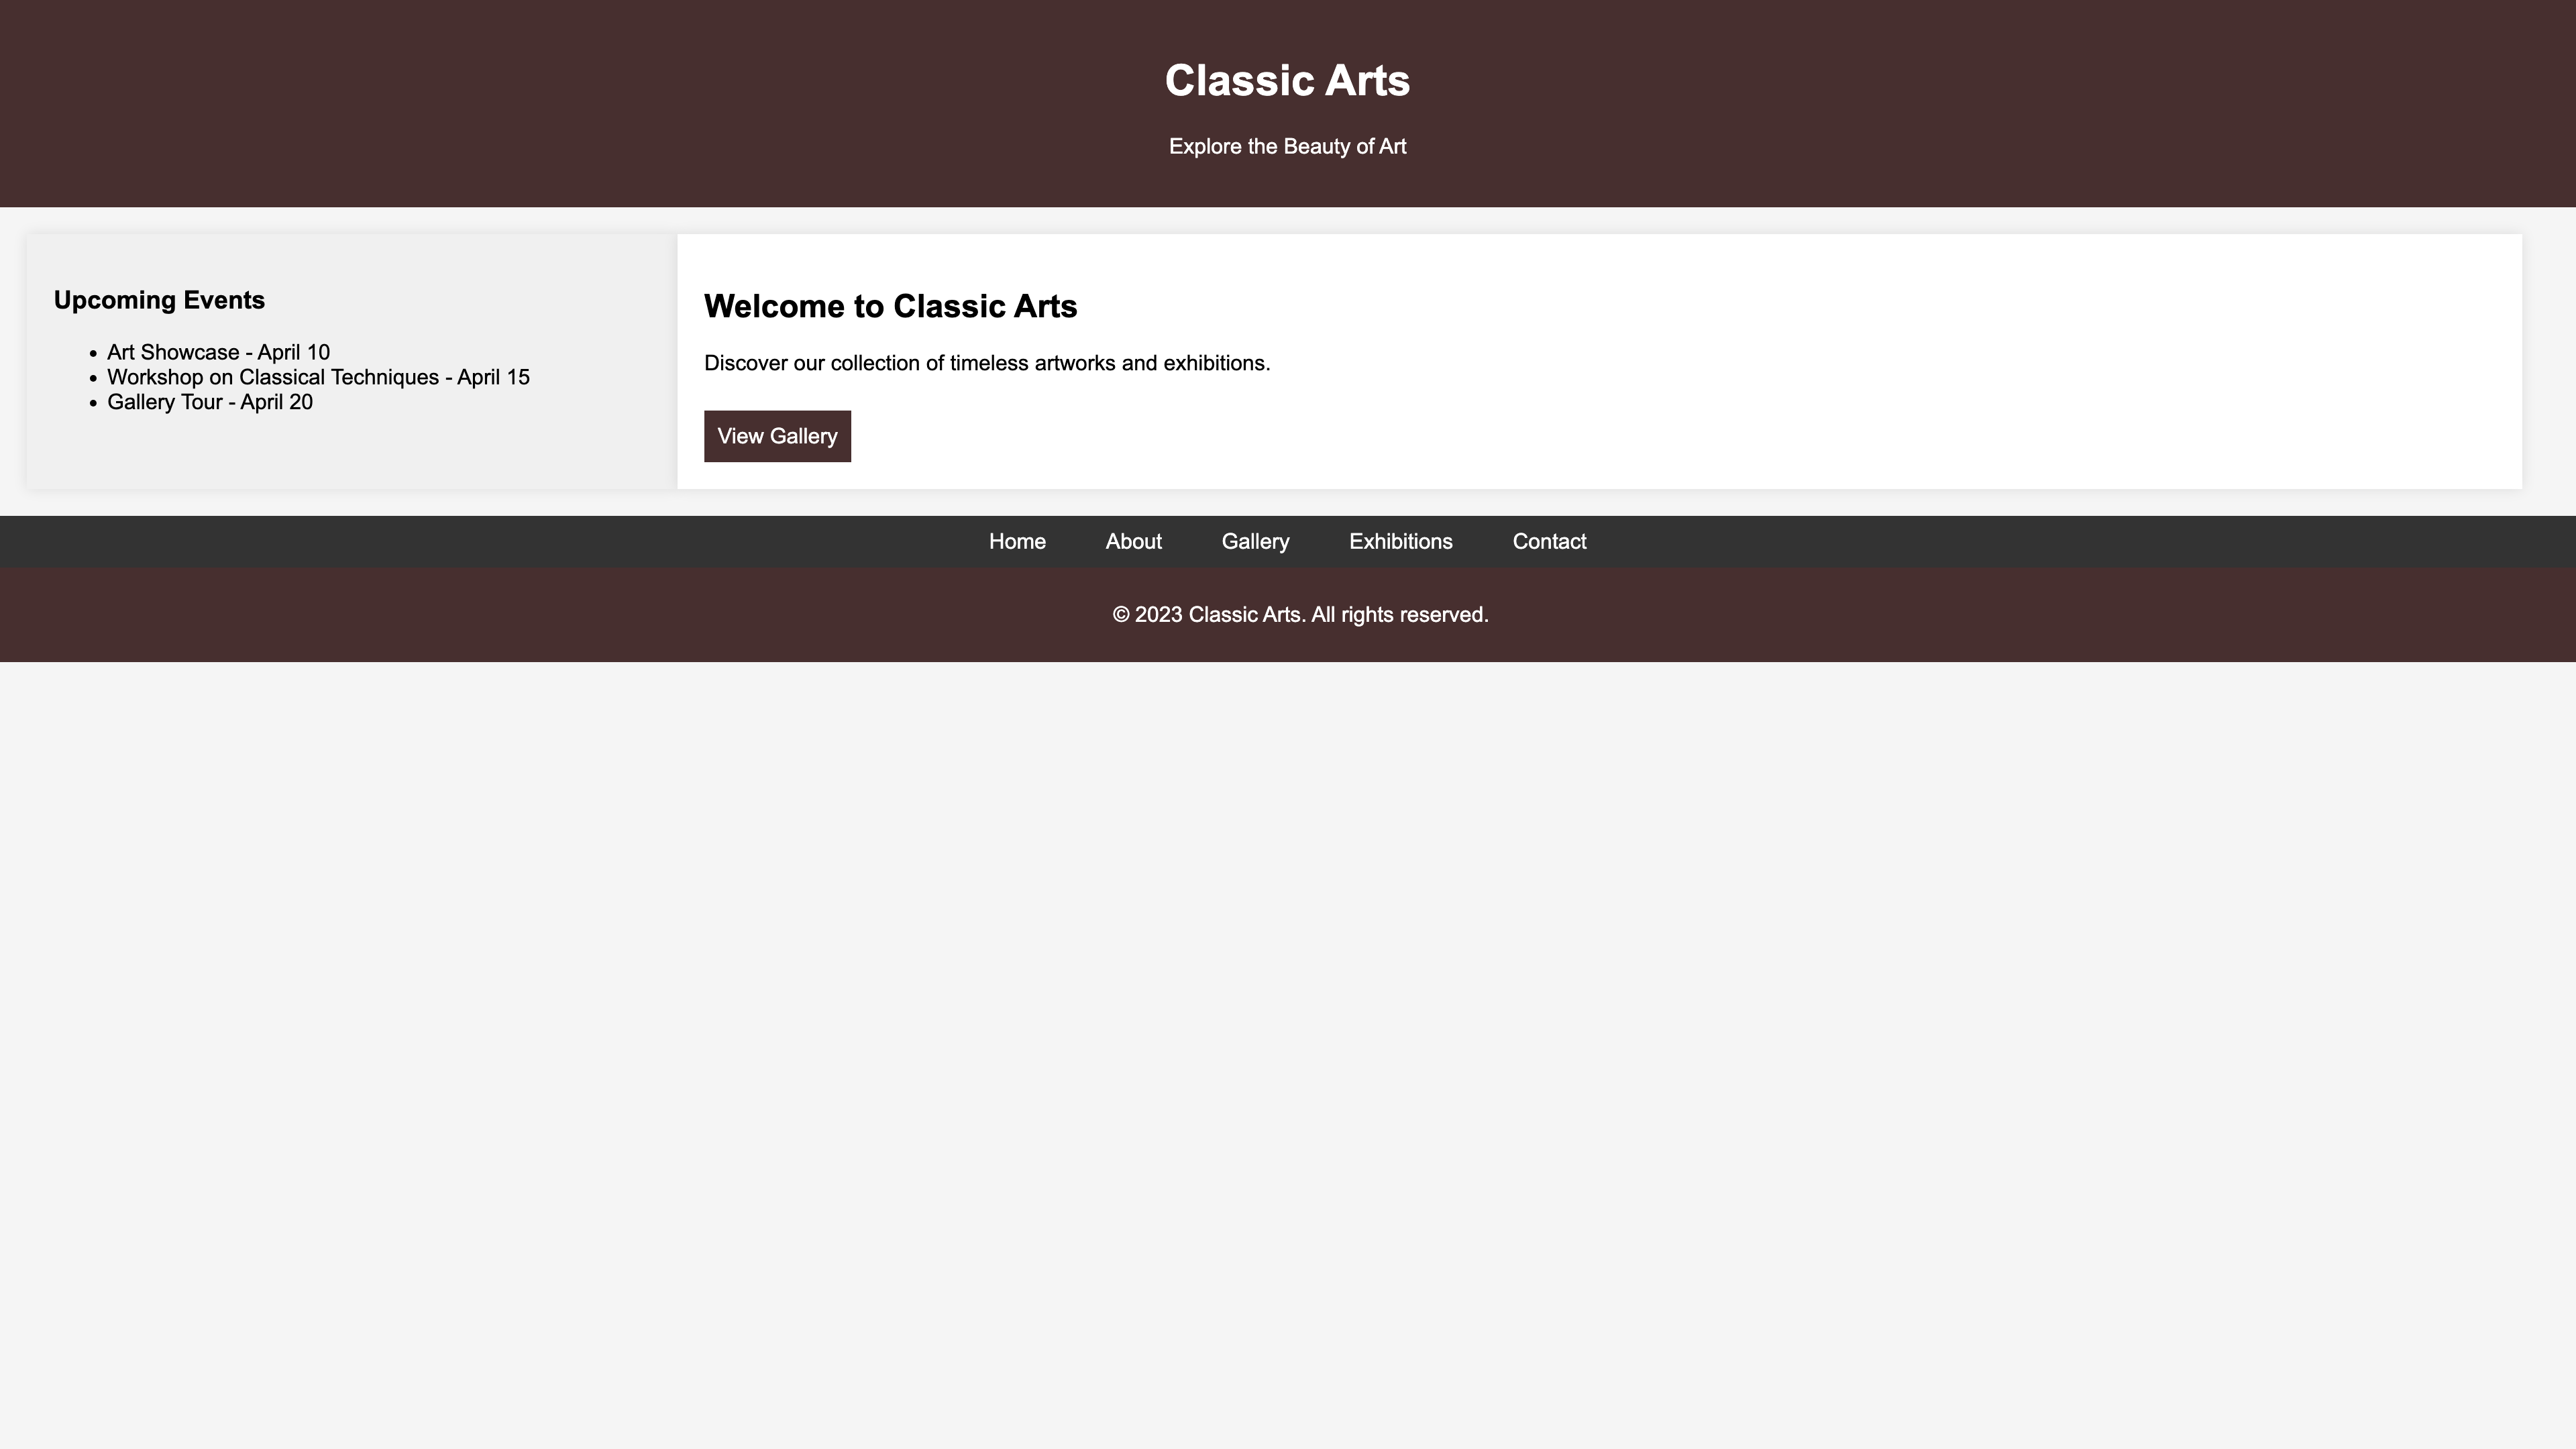 Classic Arts
Explore the Beauty of Art
Upcoming Events
• Art Showcase - April 10
• Workshop on Classical Techniques - April 15
• Gallery Tour - April 20
Welcome to Classic Arts
Discover our collection of timeless artworks and exhibitions.
View Gallery
Home About Gallery Exhibitions Contact
© 2023 Classic Arts. All rights reserved.